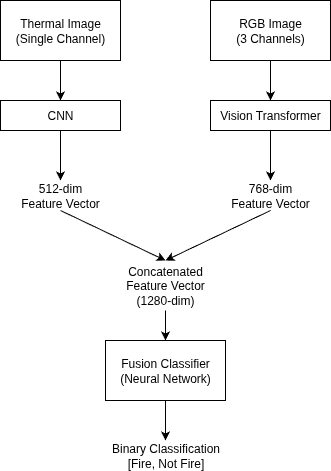 Thermal Image
(Single Channel)
RGB Image
(3 Channels)
CNN
Vision Transformer
512-dim
Feature Vector
768-dim
Feature Vector
Concatenated
Feature Vector
(1280-dim)
Fusion Classifier
(Neural Network)
Binary Classification
[Fire, Not Fire]